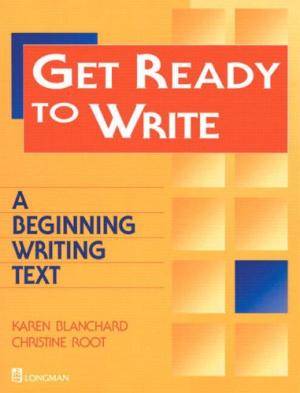 GET READY
TO WRITE
A
BEGINNING
WRITING
TEXT
KAREN BLANCHARD
CHRISTINE ROOT
LONGMAN